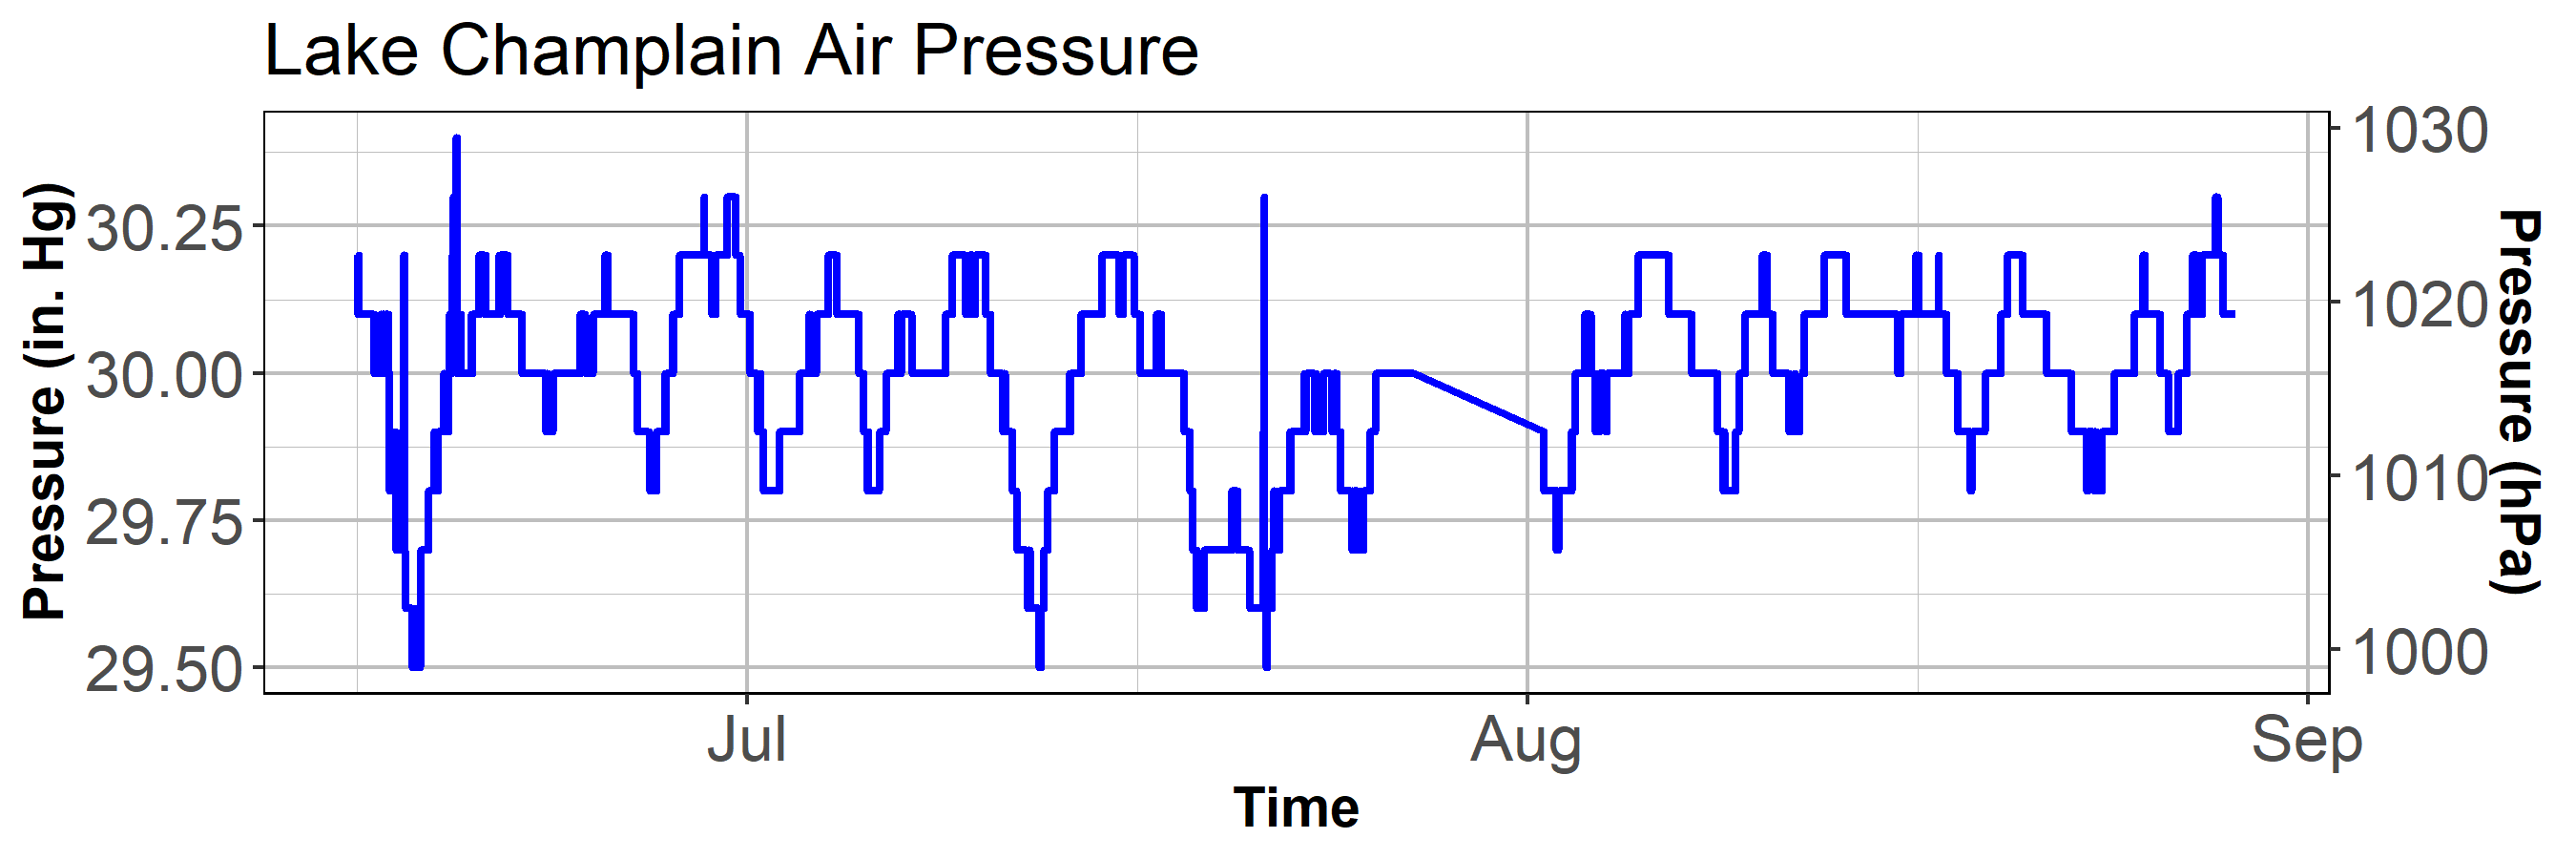 Lake Champlain Air Pressure
Pressure (in. Hg)
30.25
30.00
29.75
29.50
1030
1020
1010
1000
Pressure (hPa)
Jul
Aug
Sep
Time